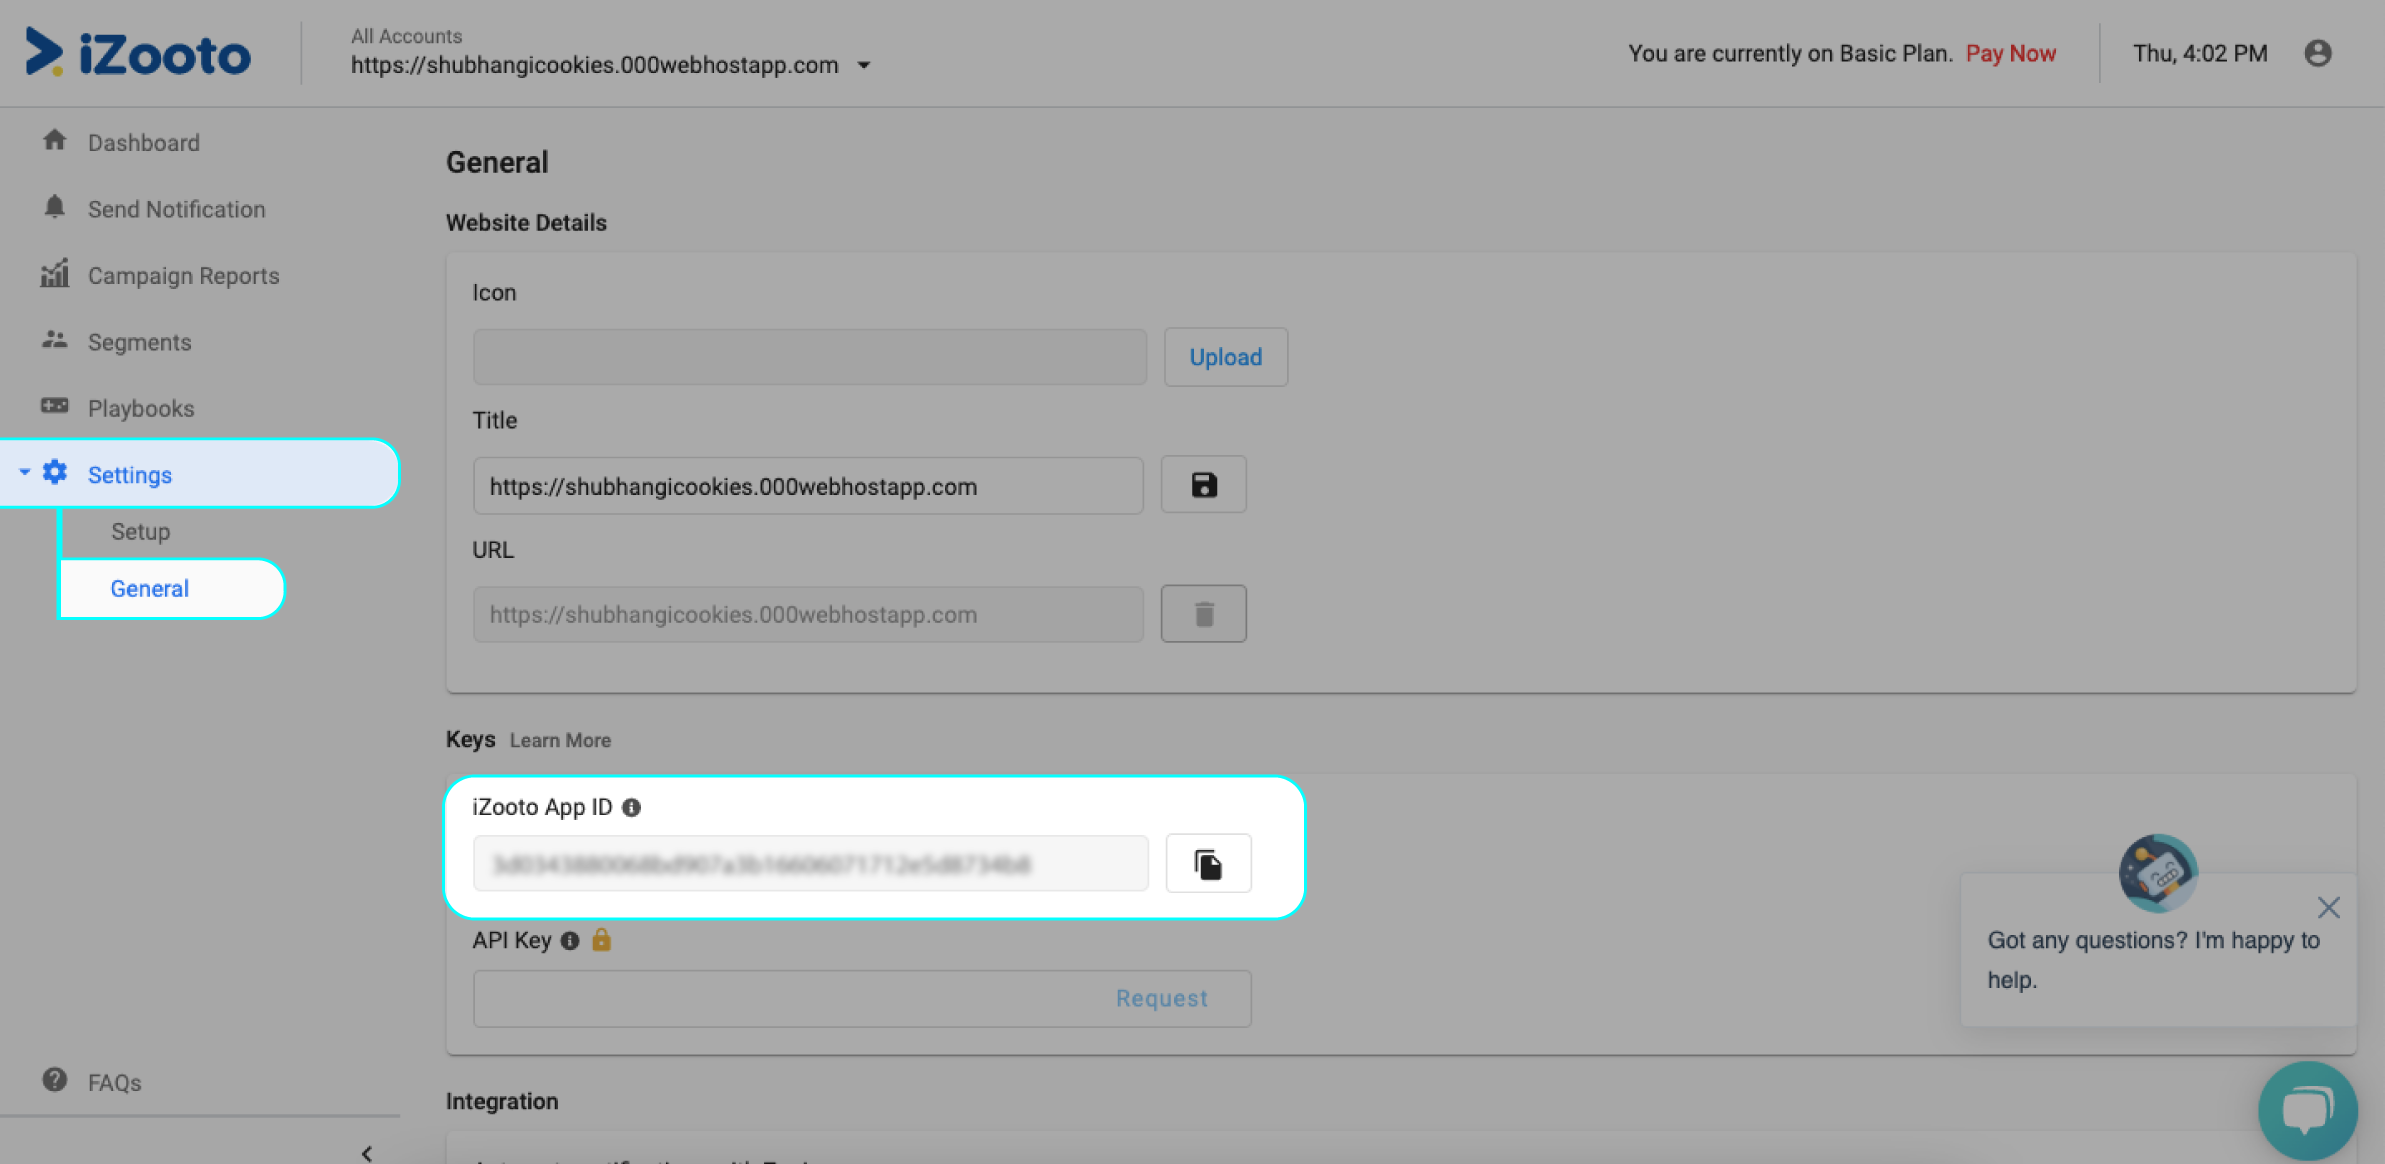 iZooto
All Accounts
https://shubhangicookies.000webhostapp.com
You are currently on Basic Plan. Pay Now
Thu, 4:02 PM
Dashboard
Send Notification
Campaign Reports
Segments
Playbooks
Settings
Setup
General
FAQs
General
Website Details
Icon
Upload
Title
https://shubhangicookies.000webhostapp.com
URL
https://shubhangicookies.000webhostapp.com
Keys Learn More
iZooto App ID
API Key
Request
Got any questions? I'm happy to
help.
Integration